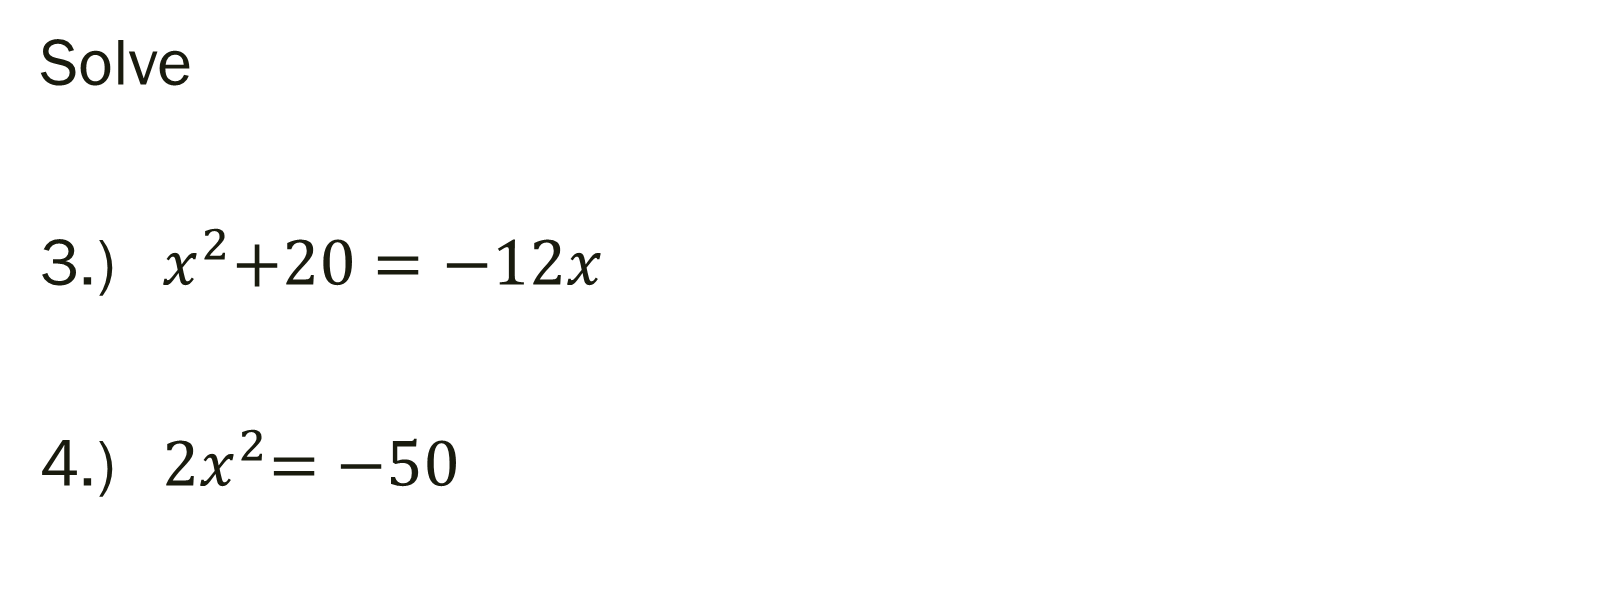 Solve
3.) x²+20 = −12x
4.) 2x²= −50